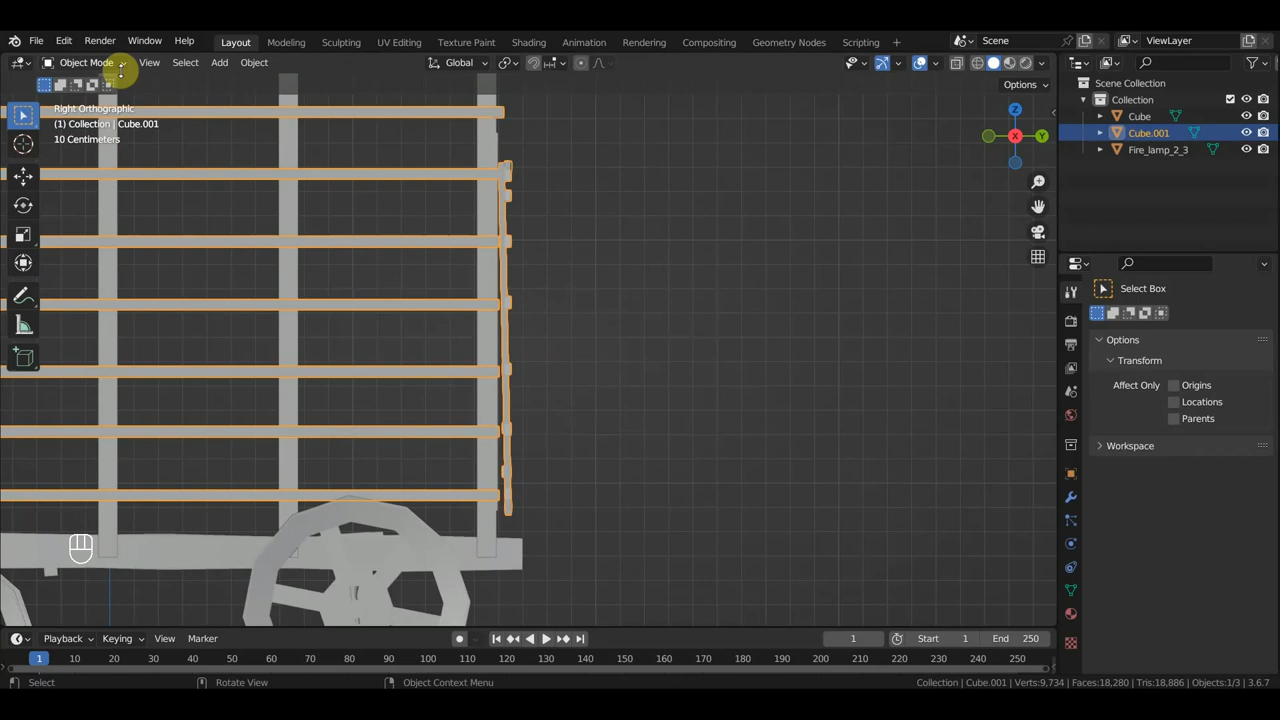 File Edit Render Window Help Layout Modeling Sculpting UV Editing Texture Paint Shading Animation Rendering Compositing Geometry Nodes Scripting Scene ViewLayer
Object Mode View Select Add Object Global
Options
Right Orthographic
(1) Collection | Cube.001
10 Centimeters
Z
Y
X
Scene Collection
Collection
Cube
Cube.001
Fire_lamp_2_3
Select Box
Options
Transform
Affect Only Origins
Locations
Parents
Workspace
Playback Keying View Marker 1 Start 1 End 250
1 10 20 30 40 50 60 70 80 90 100 110 120 130 140 150 160 170 180 190 200 210 220 230 240 250
Select Rotate View Object Context Menu Collection | Cube.001 | Verts:9,734 | Faces:18,280 | Tris:18,886 | Objects:1/3 | 3.6.7